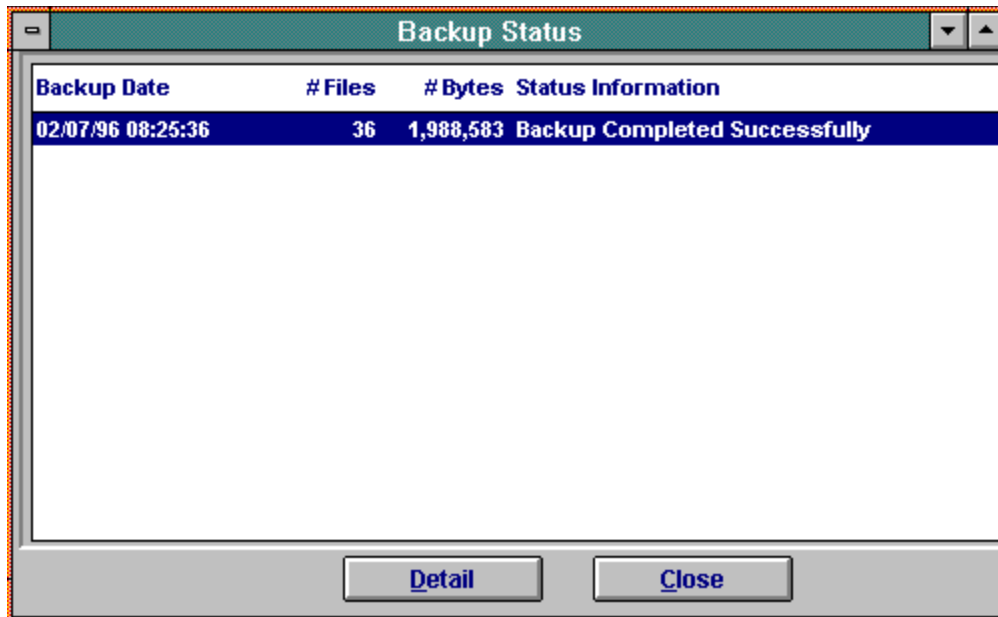 Backup Status
Backup Date # Files # Bytes Status Information
02/07/96 08:25:36 36 1,988,583 Backup Completed Successfully
Detail Close